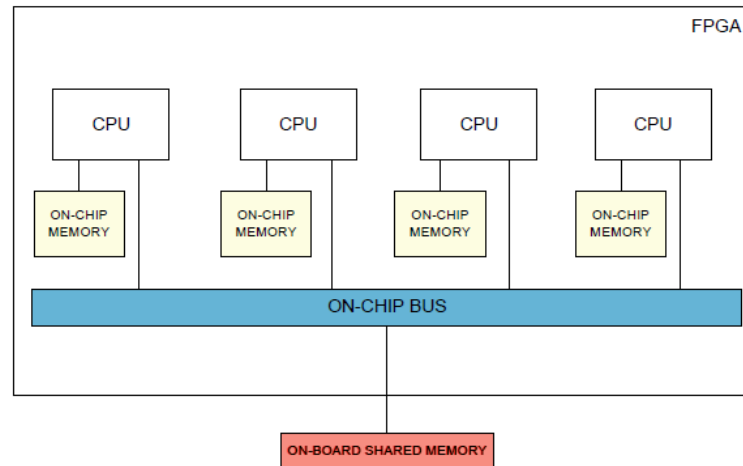 FPGA
CPU
CPU
CPU
CPU
ON-CHIP
MEMORY
ON-CHIP
MEMORY
ON-CHIP
MEMORY
ON-CHIP
MEMORY
ON-CHIP BUS
ON-BOARD SHARED MEMORY